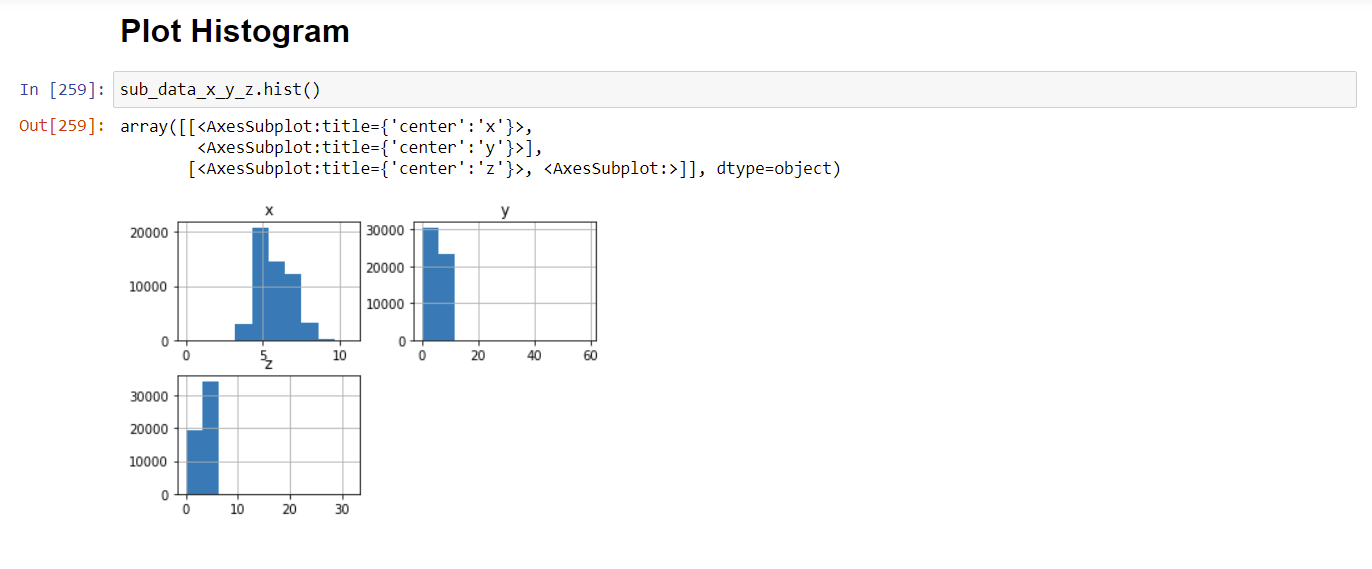 Plot Histogram
In [259]: sub_data_x_y_z.hist()
Out[259]: array([[<AxesSubplot:title={'center':'x'}>,
<AxesSubplot:title={'center':'y'}>],
[<AxesSubplot:title={'center':'z'}>, <AxesSubplot:>]], dtype=object)
x
20000
10000
0
0 5 10
y
30000
20000
10000
0
0 20 40 60
z
30000
20000
10000
0
0 10 20 30